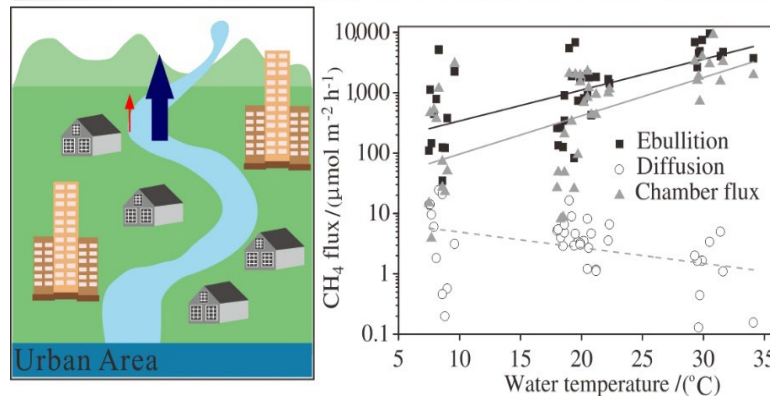 Urban Area
CH₄ flux /(μmol m⁻² h⁻¹)
10,000
1,000
100
10
1
0.1
Ebullition
Diffusion
Chamber flux
5 10 15 20 25 30 35
Water temperature /(°C)